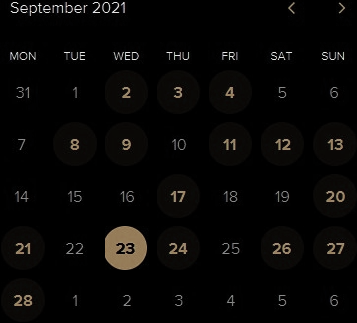 September 2021
MON TUE WED THU FRI SAT SUN
31 1 2 3 4 5 6
7 8 9 10 11 12 13
14 15 16 17 18 19 20
21 22 23 24 25 26 27
28 1 2 3 4 5 6